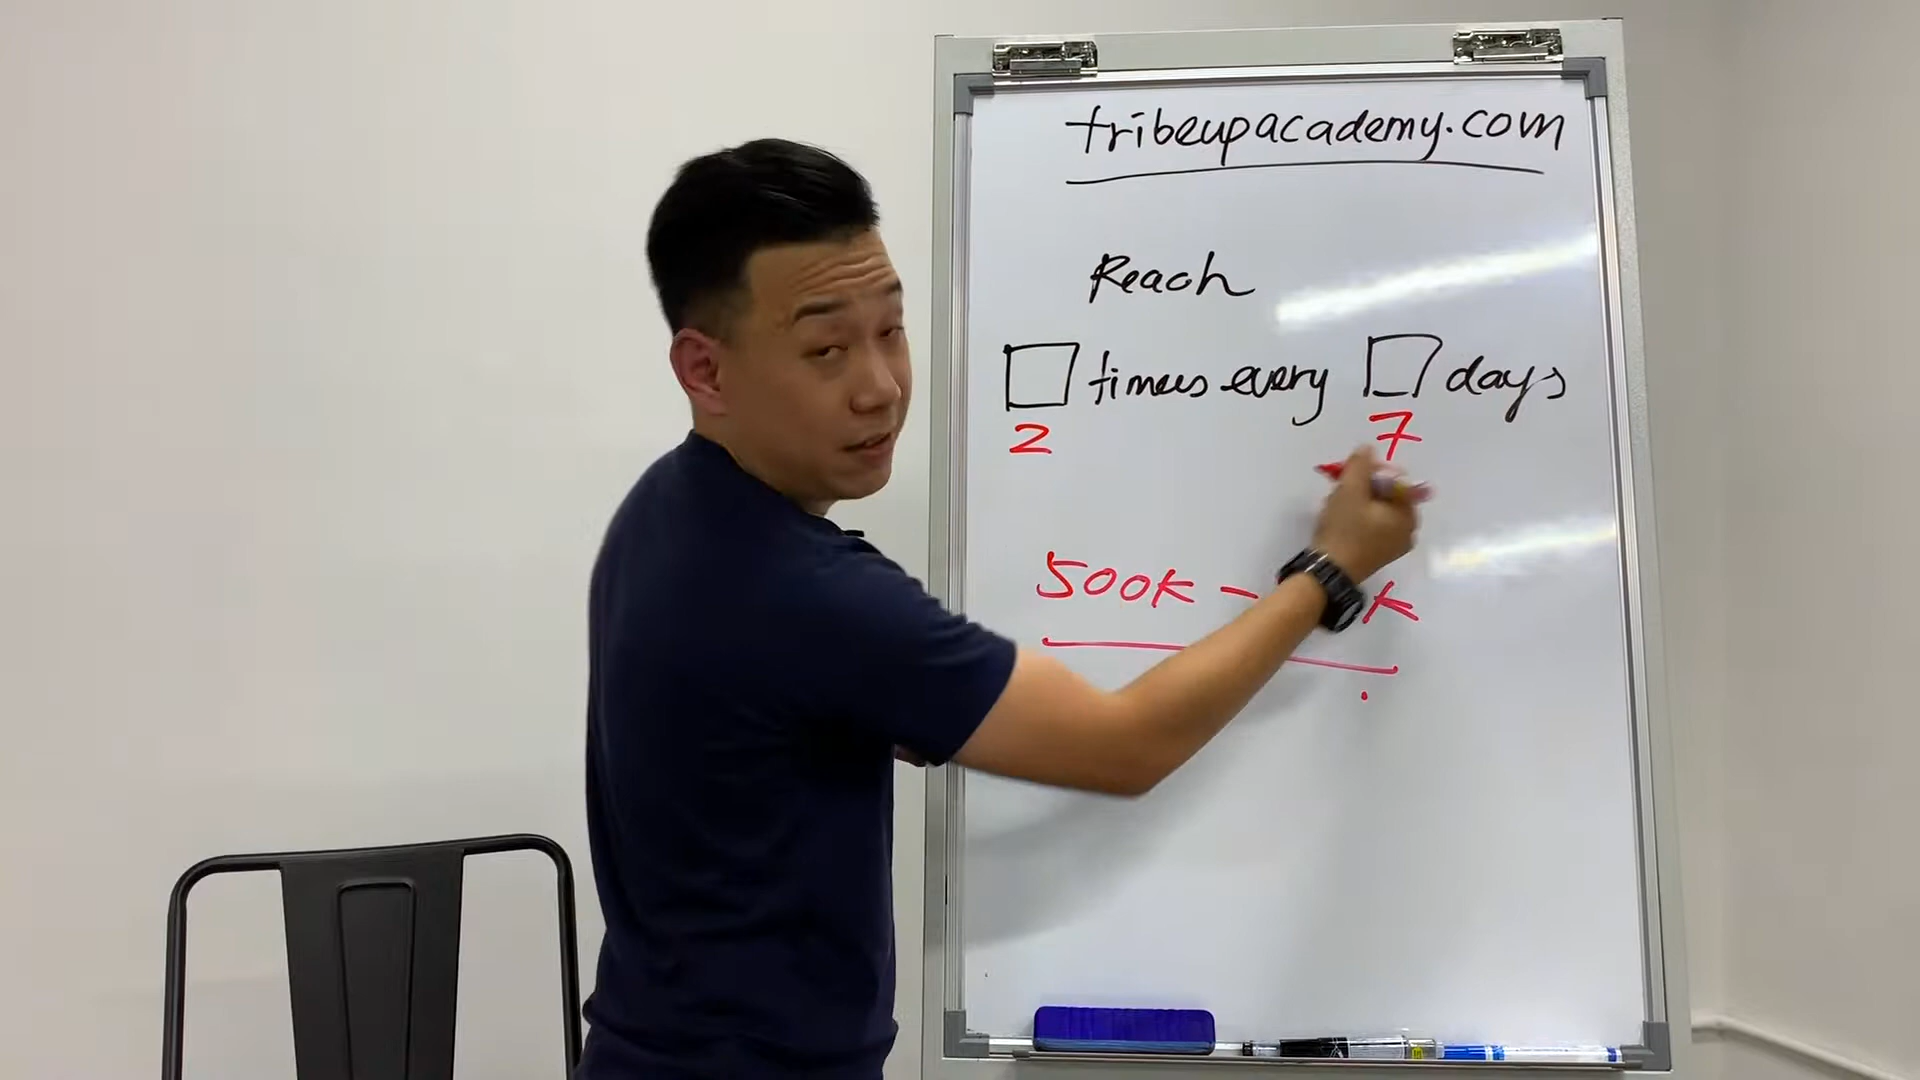 tribeupacademy.com
Reach
times every days
2 7
500K - K